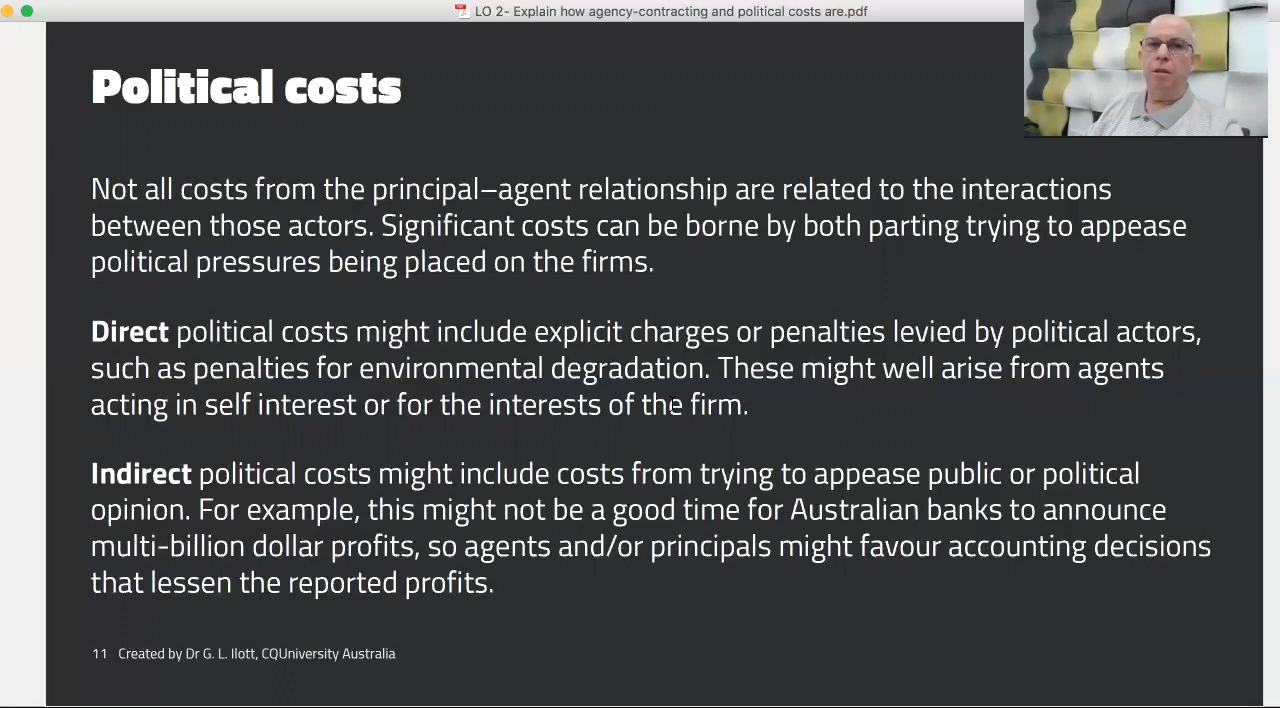 LO 2- Explain how agency-contracting and political costs are.pdf
Political costs
Not all costs from the principal–agent relationship are related to the interactions
between those actors. Significant costs can be borne by both parting trying to appease
political pressures being placed on the firms.
Direct political costs might include explicit charges or penalties levied by political actors,
such as penalties for environmental degradation. These might well arise from agents
acting in self interest or for the interests of the firm.
Indirect political costs might include costs from trying to appease public or political
opinion. For example, this might not be a good time for Australian banks to announce
multi-billion dollar profits, so agents and/or principals might favour accounting decisions
that lessen the reported profits.
11 Created by Dr G. L. Ilott, CQUniversity Australia